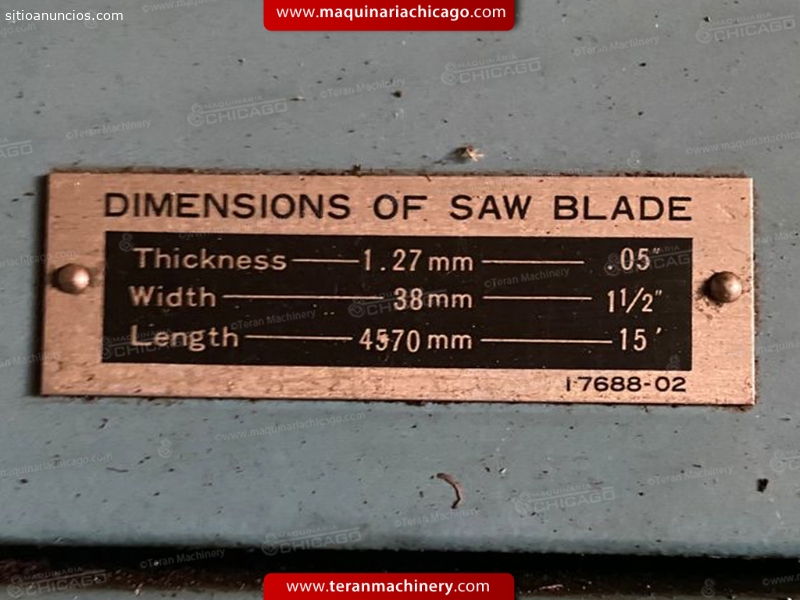 sitioanuncios.com
www.maquinariachicago.com
DIMENSIONS OF SAW BLADE
Thickness 1.27 mm .05"
Width 38 mm 1 1/2"
Length 4570 mm 15'
17688-02
www.teranmachinery.com